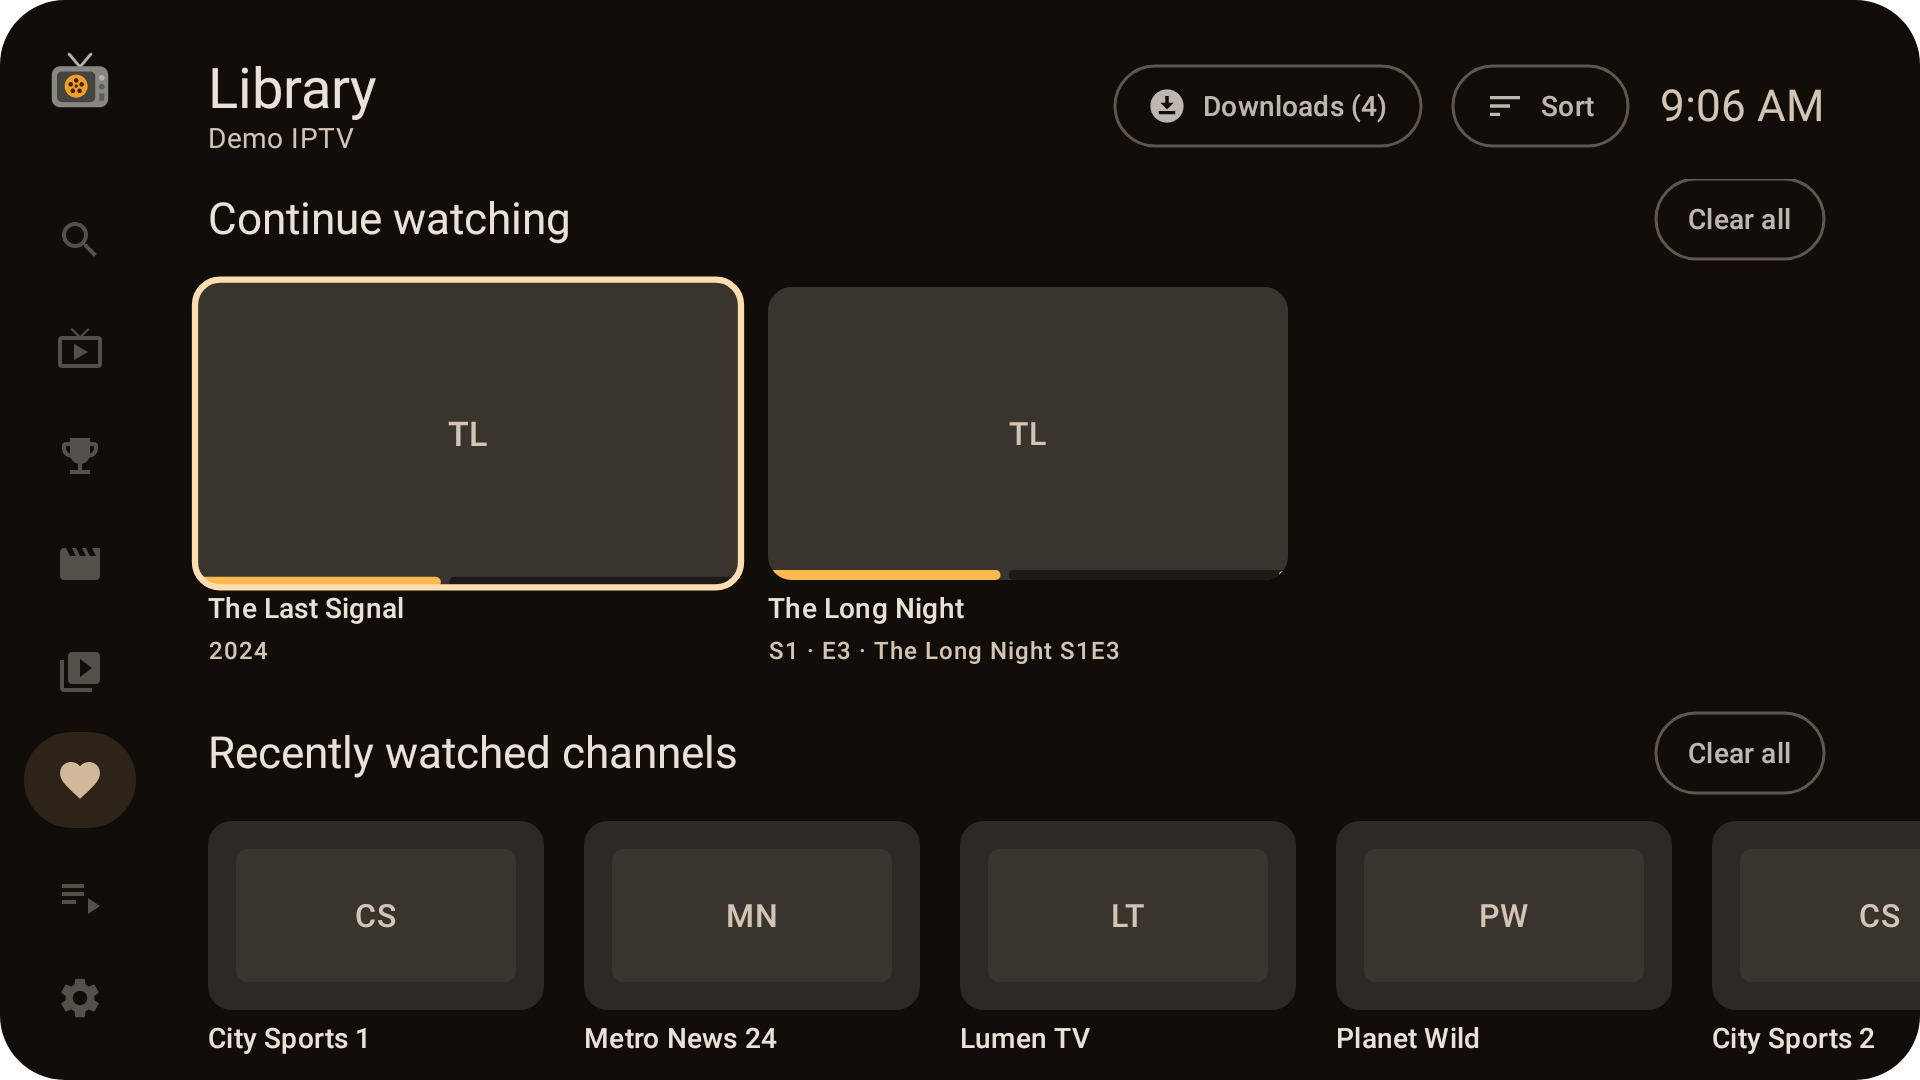 Library
Demo IPTV
Downloads (4)
Sort
9:06 AM
Continue watching
Clear all
TL
TL
The Last Signal
The Long Night
2024
S1 · E3 · The Long Night S1E3
Recently watched channels
Clear all
CS
MN
LT
PW
CS
City Sports 1
Metro News 24
Lumen TV
Planet Wild
City Sports 2